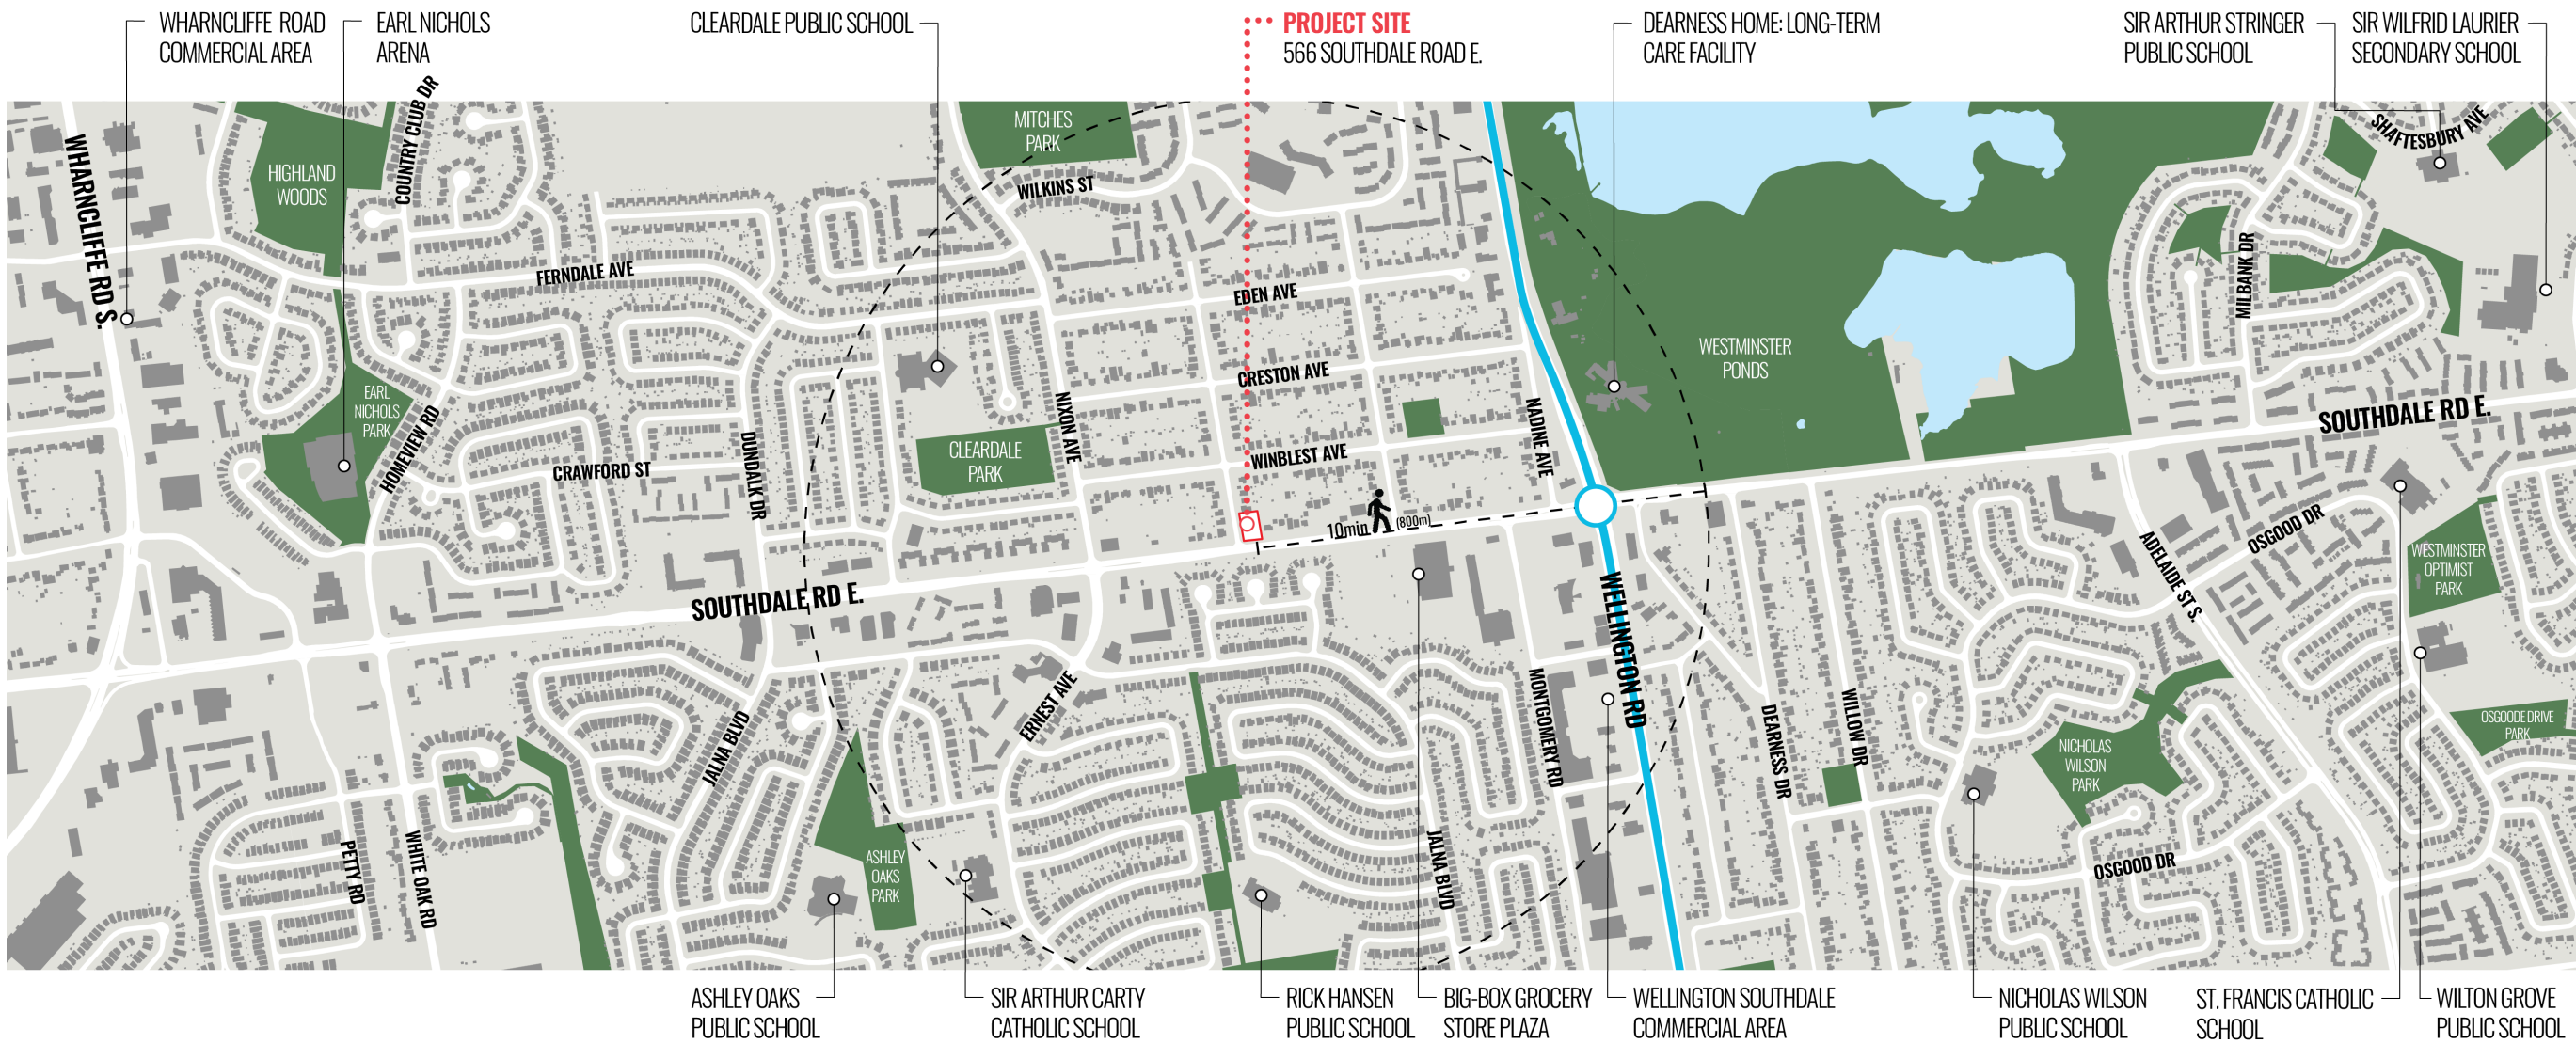 WHARNCLIFFE ROAD
COMMERCIAL AREA
EARL NICHOLS
ARENA
CLEARDALE PUBLIC SCHOOL
PROJECT SITE
566 SOUTHDALE ROAD E.
DEARNESS HOME: LONG-TERM
CARE FACILITY
SIR ARTHUR STRINGER
PUBLIC SCHOOL
SIR WILFRID LAURIER
SECONDARY SCHOOL
WHARNCLIFFE RD S.
HIGHLAND
WOODS
COUNTRY CLUB DR
MITCHES
PARK
WILKINS ST
SHAFTESBURY AVE
FERNDALE AVE
EDEN AVE
MILBANK DR
WESTMINSTER
PONDS
CRESTON AVE
EARL
NICHOLS
PARK
HOMEVIEW RD
NIXON AVE
NADINE AVE
SOUTHDALE RD E.
CLEARDALE
PARK
WINBLEST AVE
CRAWFORD ST
DUNDALK DR
10min
(800m)
OSGOOD DR
ADELAIDE ST S.
WESTMINSTER
OPTIMIST
PARK
SOUTHDALE RD E.
WELLINGTON RD
ERNEST AVE
JALNA BLVD
MONTGOMERY RD
DEARNESS DR
WILLOW DR
OSGOODE DRIVE
PARK
NICHOLAS
WILSON
PARK
PETTY RD
WHITE OAK RD
ASHLEY
OAKS
PARK
JALNA BLVD
OSGOOD DR
ASHLEY OAKS
PUBLIC SCHOOL
SIR ARTHUR CARTY
CATHOLIC SCHOOL
RICK HANSEN
PUBLIC SCHOOL
BIG-BOX GROCERY
STORE PLAZA
WELLINGTON SOUTHDALE
COMMERCIAL AREA
NICHOLAS WILSON
PUBLIC SCHOOL
ST. FRANCIS CATHOLIC
SCHOOL
WILTON GROVE
PUBLIC SCHOOL